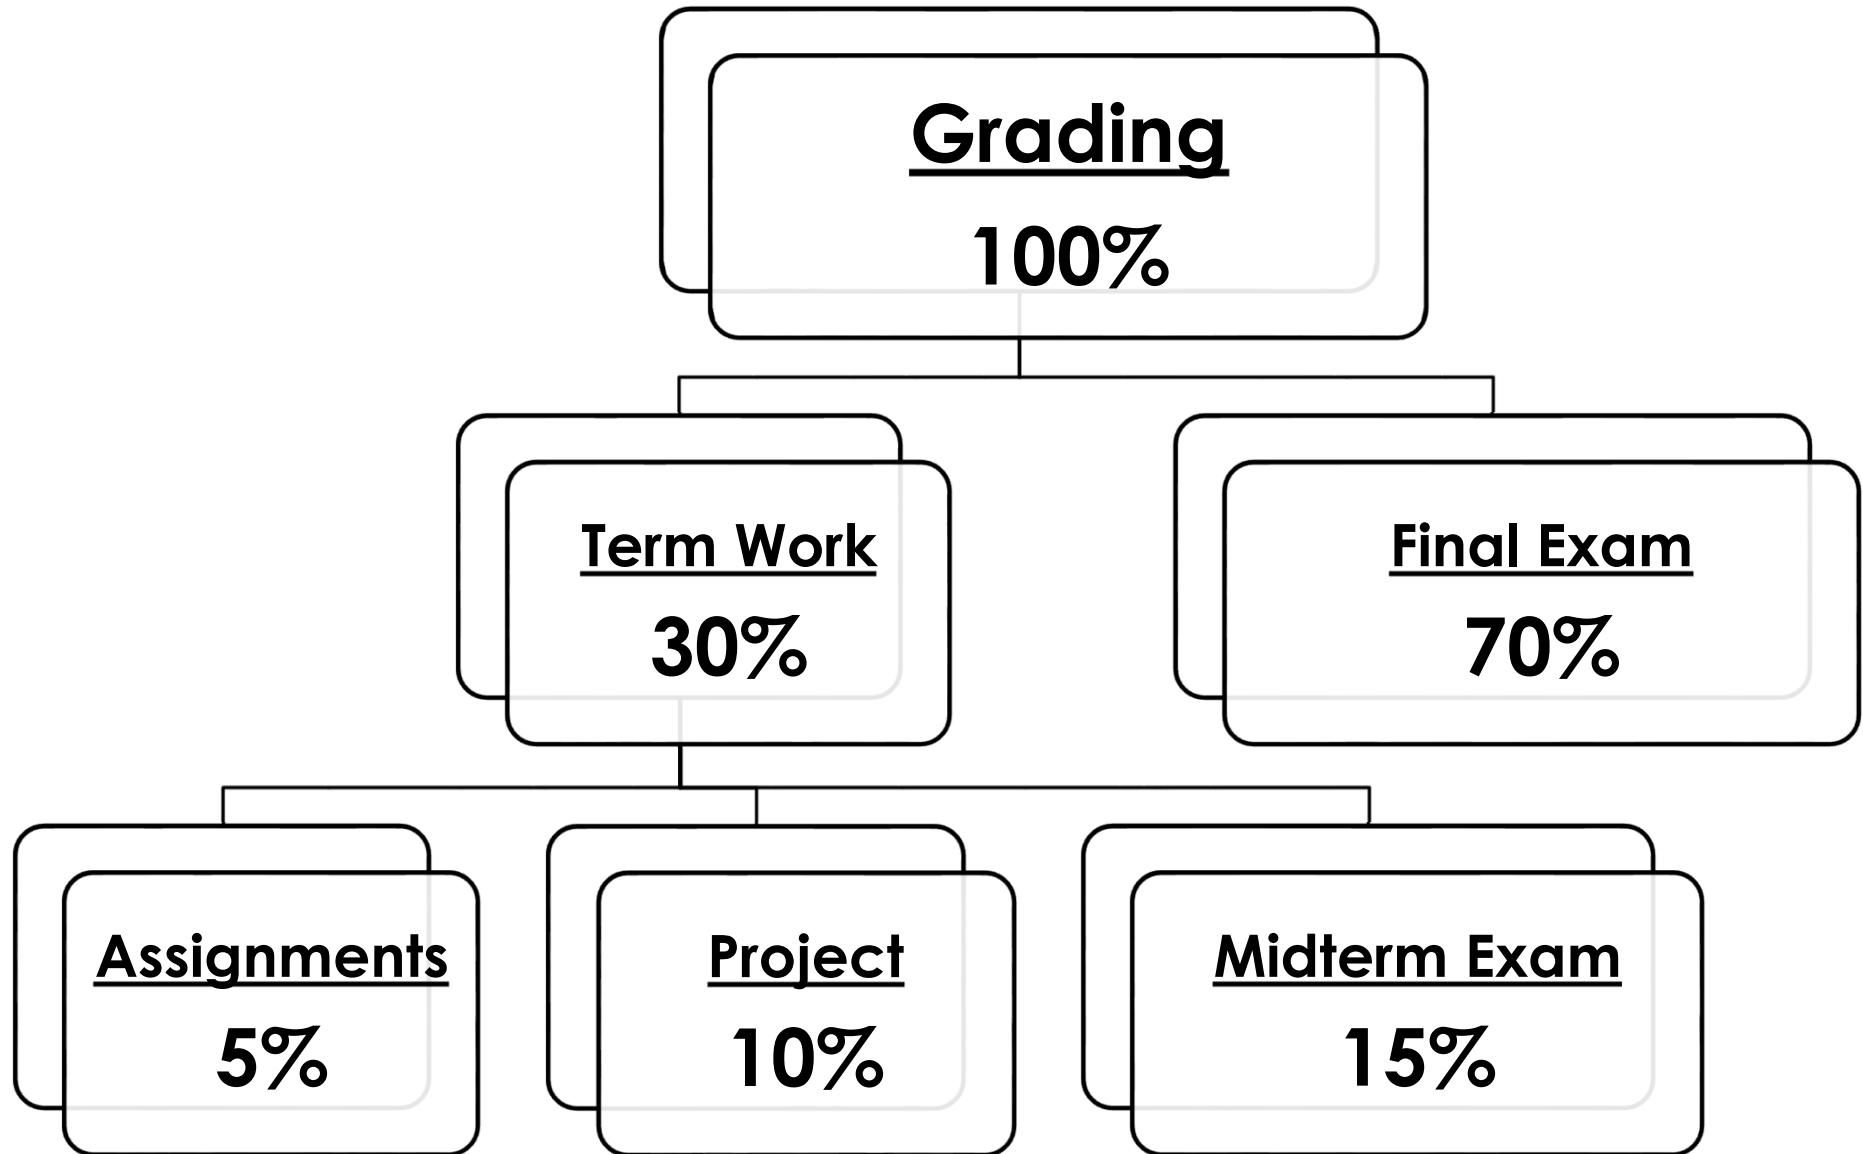 Grading
100%
Term Work
30%
Final Exam
70%
Assignments
5%
Project
10%
Midterm Exam
15%